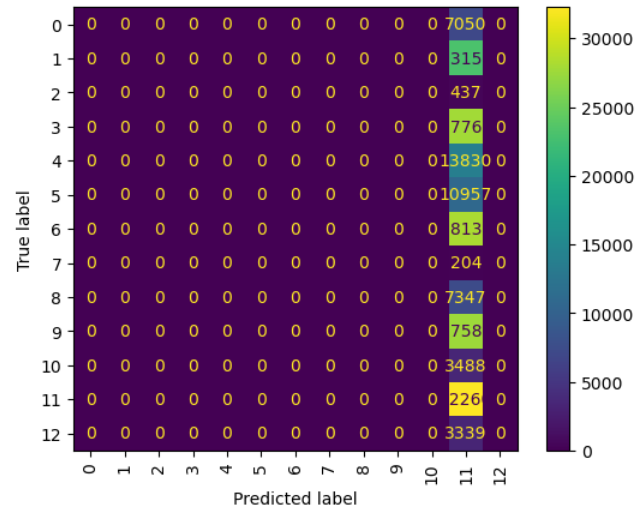 0 0 0 0 0 0 0 0 0 0 0 0 7050 0
1 0 0 0 0 0 0 0 0 0 0 0 315 0
2 0 0 0 0 0 0 0 0 0 0 0 437 0
3 0 0 0 0 0 0 0 0 0 0 0 776 0
4 0 0 0 0 0 0 0 0 0 0 0 13830 0
5 0 0 0 0 0 0 0 0 0 0 0 10957 0
6 0 0 0 0 0 0 0 0 0 0 0 813 0
7 0 0 0 0 0 0 0 0 0 0 0 204 0
8 0 0 0 0 0 0 0 0 0 0 0 7347 0
9 0 0 0 0 0 0 0 0 0 0 0 758 0
10 0 0 0 0 0 0 0 0 0 0 0 3488 0
11 0 0 0 0 0 0 0 0 0 0 0 226 0
12 0 0 0 0 0 0 0 0 0 0 0 3339 0
True label
0 1 2 3 4 5 6 7 8 9 10 11 12
Predicted label
30000
25000
20000
15000
10000
5000
0